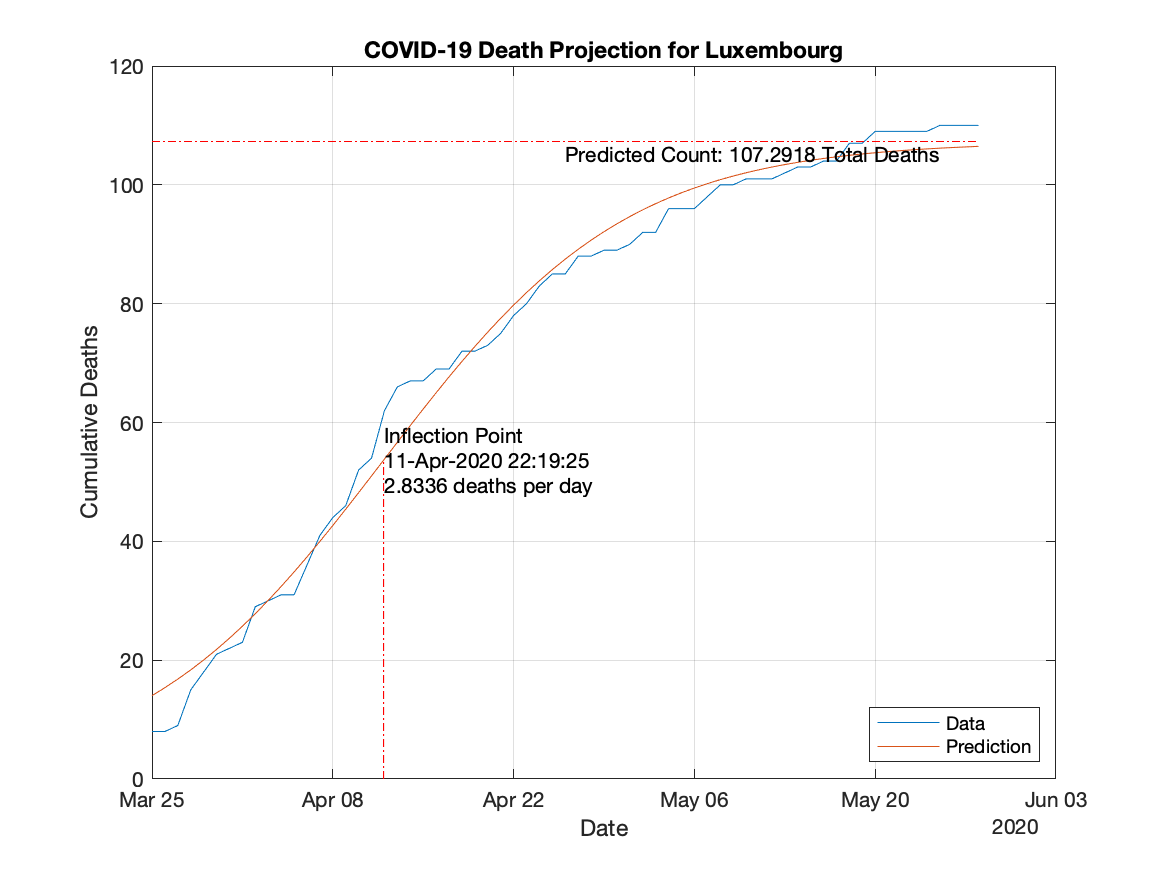 COVID-19 Death Projection for Luxembourg
120
100
80
60
40
20
0
Cumulative Deaths
Predicted Count: 107.2918 Total Deaths
Inflection Point
11-Apr-2020 22:19:25
2.8336 deaths per day
Data
Prediction
Mar 25 Apr 08 Apr 22 May 06 May 20 Jun 03
Date
2020